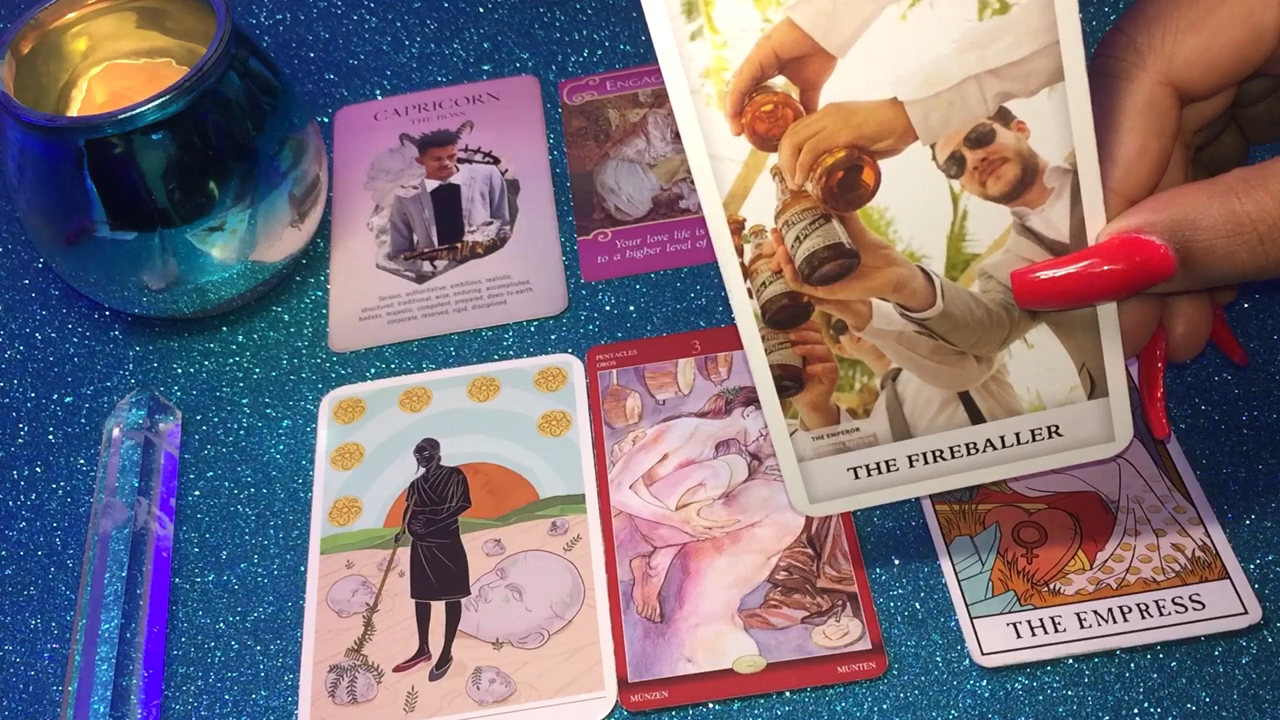 CAPRICORN
THE BOSS
Serious, authoritative, ambitious, realistic,
structured, traditional, wise, enduring, accomplished,
badass, majestic, competent, prepared, down-to-earth,
corporate, reserved, rigid, disciplined
ENGAG
Your love life is
to a higher level of
PENTACLES
OROS
3
MÜNZEN
MUNTEN
Pilsen
THE EMPEROR
THE FIREBALLER
THE EMPRESS